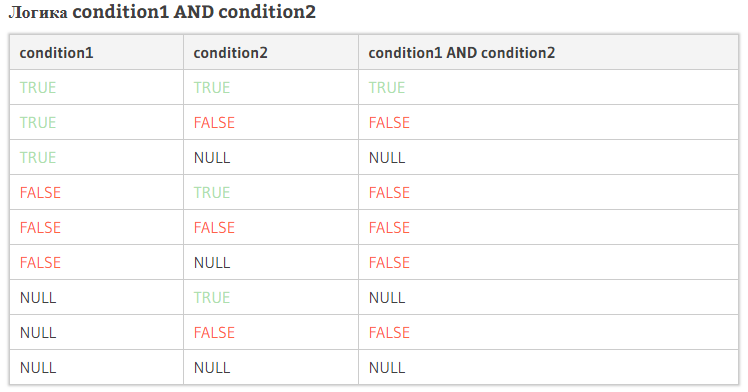 Логика condition1 AND condition2
condition1 condition2 condition1 AND condition2
TRUE TRUE TRUE
TRUE FALSE FALSE
TRUE NULL NULL
FALSE TRUE FALSE
FALSE FALSE FALSE
FALSE NULL FALSE
NULL TRUE NULL
NULL FALSE FALSE
NULL NULL NULL